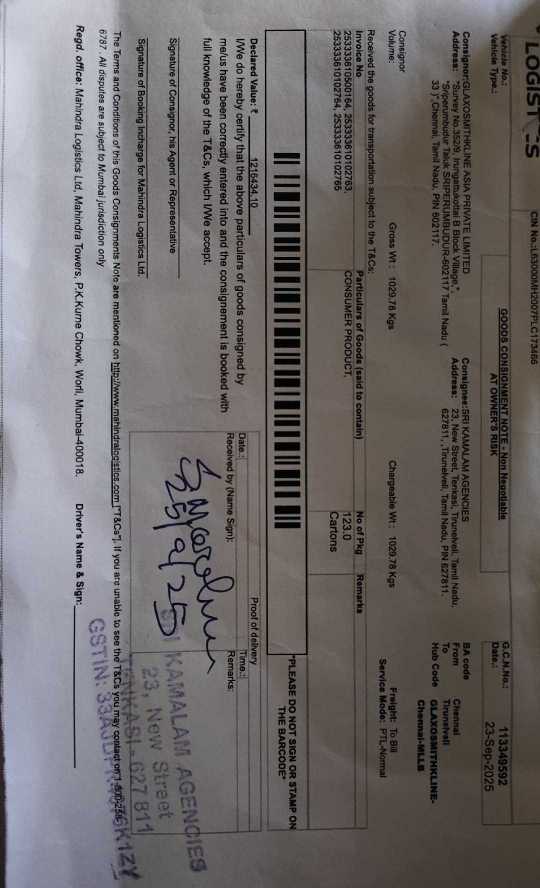 LOGISTICS
CIN No.:L63000MH2007PLC173466
GOODS CONSIGNMENT NOTE - Non Negotiable
AT OWNER'S RISK
Vehicle No.:
Vehicle Type.:
G.C.N.No.: 113349592
Date.: 23-Sep-2025
Consignor:GLAXOSMITHKLINE ASIA PRIVATE LIMITED
Address: "Survey No.352/9, Irungattukottai B Block Village,",
"Sriperumbudur Taluk SRIPERUMBUDUR-602117 Tamil Nadu (
33 )",Chennai, Tamil Nadu, PIN 602117.
Consignee:SRI KAMALAM AGENCIES
Address: 23, New Street, Tenkasi, Tirunelveli, Tamil Nadu,
627811, ,Tirunelveli, Tamil Nadu, PIN 627811.
BA code
From Chennai
To Tirunelveli
Hub Code GLAXOSMITHKLINE-
Chennai-MLLB
Consignor
Volume:
Gross Wt : 1029.78 Kgs
Chargeable Wt : 1029.78 Kgs
Freight: To Bill
Service Mode: PTL-Normal
Received the goods for transportation subject to the T&Cs:
Invoice No Particulars of Goods (said to contain) No of Pkg Remarks
253333610600164, 253333610102763, CONSUMER PRODUCT, 123.0
253333610102764, 253333610102765 Cartons
*PLEASE DO NOT SIGN OR STAMP ON
THE BARCODE*
Declared Value: ₹ 1215434.10
I/We do hereby certify that the above particulars of goods consigned by
me/us have been correctly entered into and the consignement is booked with
full knowledge of the T&Cs, which I/We accept.
Signature of Consignor, his Agent or Representative
Signature of Booking Incharge for Mahindra Logistics Ltd.
Proof of delivery
Date.: Time.:
Received by (Name Sign): Remarks:
25/9/25
SRI KAMALAM AGENCIES
23, New Street
TENKASI - 627 811
The Terms and Conditions of this Goods Consignments Note are mentioned on http://www.mahindralogistics.com ["T&Cs"]. If you are unable to see the T&Cs you may contact on 1-800-258-
6787 . All disputes are subject to Mumbai jurisdiction only
Regd. office: Mahindra Logistics Ltd, Mahindra Towers, P.K.Kurne Chowk, Worli, Mumbai-400018. Driver's Name & Sign: